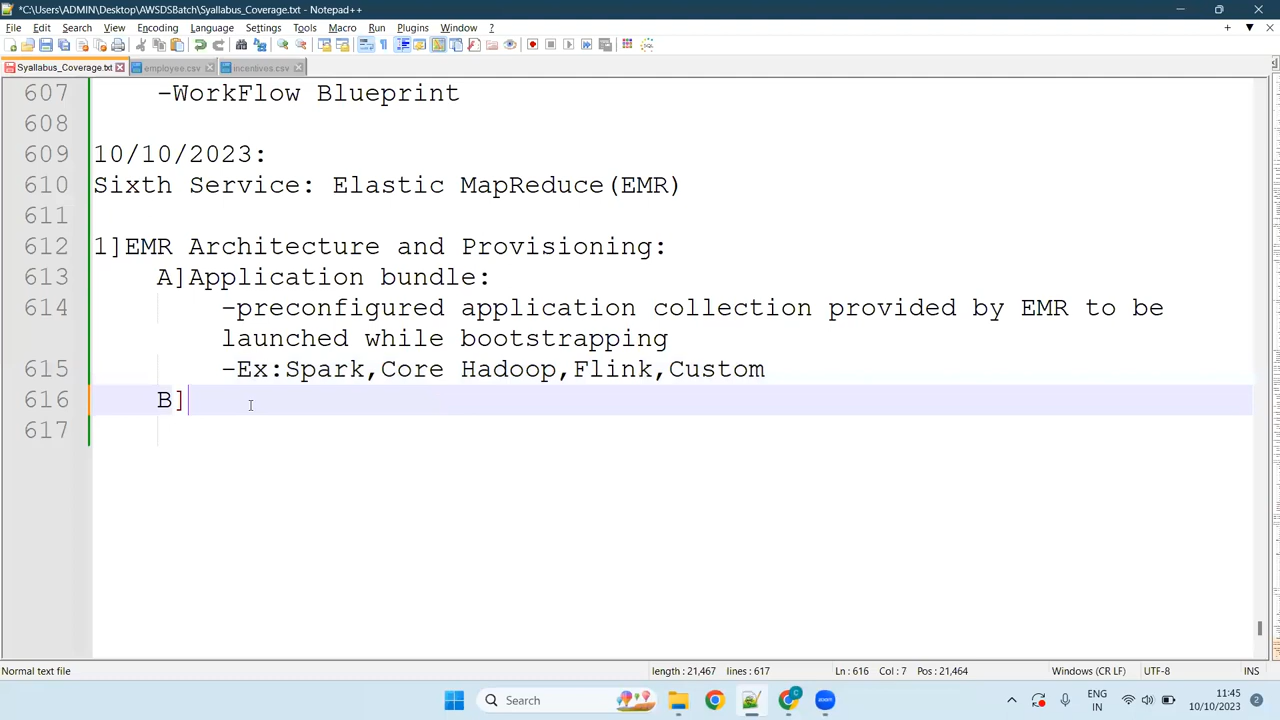 *C:\Users\ADMIN\Desktop\AWSDSBatch\Syallabus_Coverage.txt - Notepad++
File Edit Search View Encoding Language Settings Tools Macro Run Plugins Window ?
Syallabus_Coverage.txt employee.csv incentives.csv
607 -WorkFlow Blueprint
608
609 10/10/2023:
610 Sixth Service: Elastic MapReduce(EMR)
611
612 1]EMR Architecture and Provisioning:
613 A]Application bundle:
614 -preconfigured application collection provided by EMR to be
launched while bootstrapping
615 -Ex:Spark,Core Hadoop,Flink,Custom
616 B]
617
Normal text file length : 21,467 lines : 617 Ln : 616 Col : 7 Pos : 21,464 Windows (CR LF) UTF-8 INS
Search ENG IN 11:45 10/10/2023 2